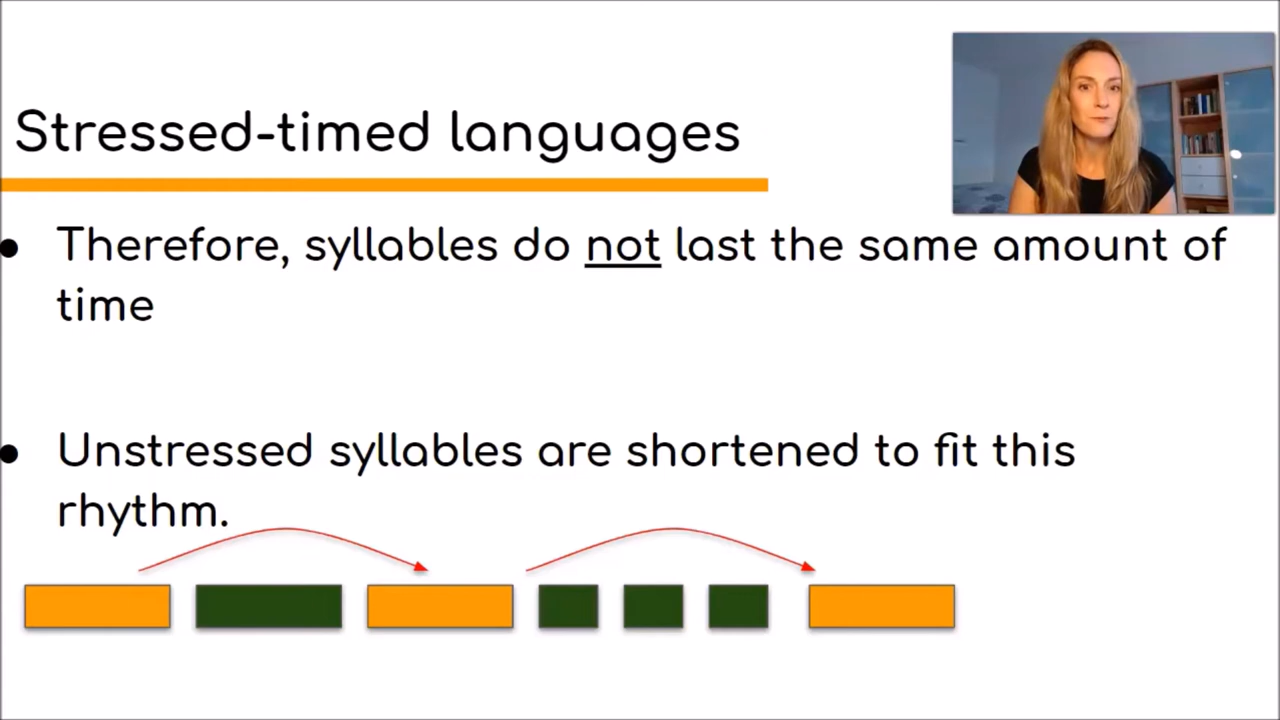 Stressed-timed languages
● Therefore, syllables do not last the same amount of
time
● Unstressed syllables are shortened to fit this
rhythm.